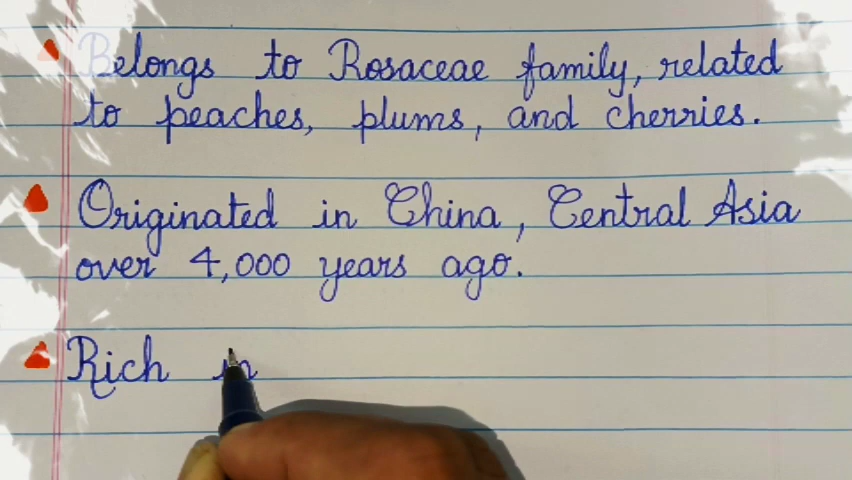 Belongs to Rosaceae family, related
to peaches, plums, and cherries.
Originated in China, Central Asia
over 4,000 years ago.
Rich in